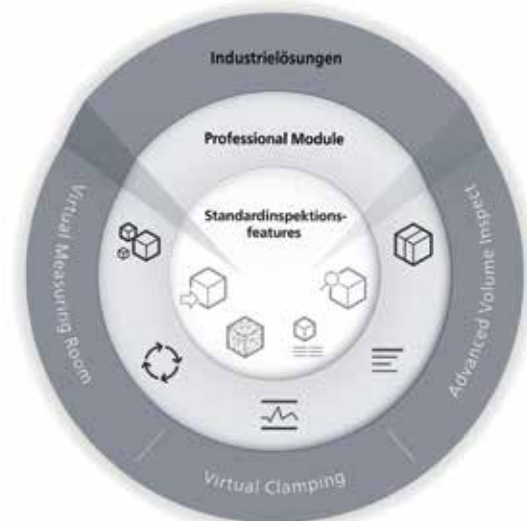 Industrielösungen
Professional Module
Standardinspektions-
features
Virtual Measuring Room
Advanced Volume Inspect
Virtual Clamping